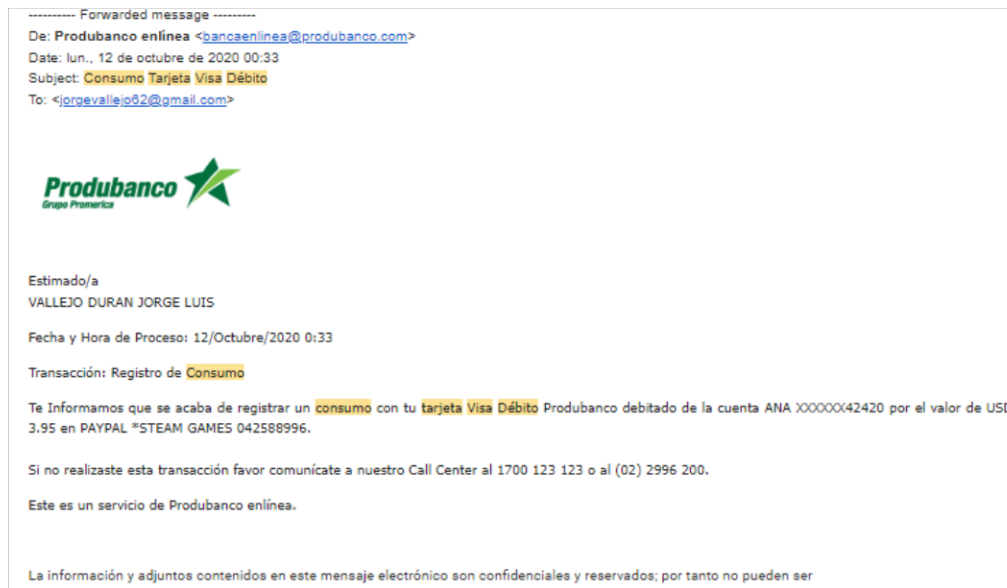 ---------- Forwarded message ---------
De: Produbanco enlínea <bancaenlinea@produbanco.com>
Date: lun., 12 de octubre de 2020 00:33
Subject: Consumo Tarjeta Visa Débito
To: <jorgevallejo62@gmail.com>
Produbanco
Grupo Promerica
Estimado/a
VALLEJO DURAN JORGE LUIS
Fecha y Hora de Proceso: 12/Octubre/2020 0:33
Transacción: Registro de Consumo
Te Informamos que se acaba de registrar un consumo con tu tarjeta Visa Débito Produbanco debitado de la cuenta ANA XXXXXX42420 por el valor de USD
3.95 en PAYPAL *STEAM GAMES 042588996.
Si no realizaste esta transacción favor comunícate a nuestro Call Center al 1700 123 123 o al (02) 2996 200.
Este es un servicio de Produbanco enlínea.
La información y adjuntos contenidos en este mensaje electrónico son confidenciales y reservados; por tanto no pueden ser